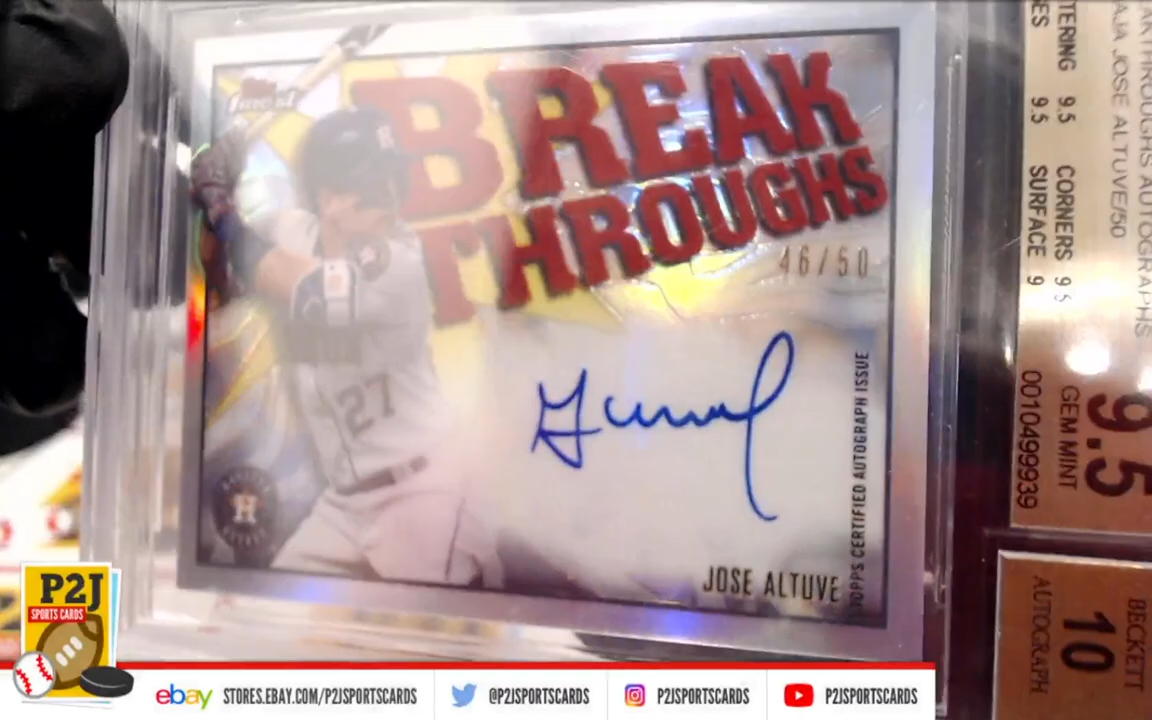 BREAK
THROUGHS
Finest
46/50
27
H
TOPPS CERTIFIED AUTOGRAPH ISSUE
JOSE ALTUVE
BREAKTHROUGHS AUTOGRAPHS
JOSE ALTUVE/50
9.5 CORNERS 9.5
9.5 SURFACE 9
9.5
GEM MINT
0010499939
BECKETT
10
AUTOGRAPH
P2J
SPORTS CARDS
ebay STORES.EBAY.COM/P2JSPORTSCARDS
@P2JSPORTSCARDS
P2JSPORTSCARDS
P2JSPORTSCARDS